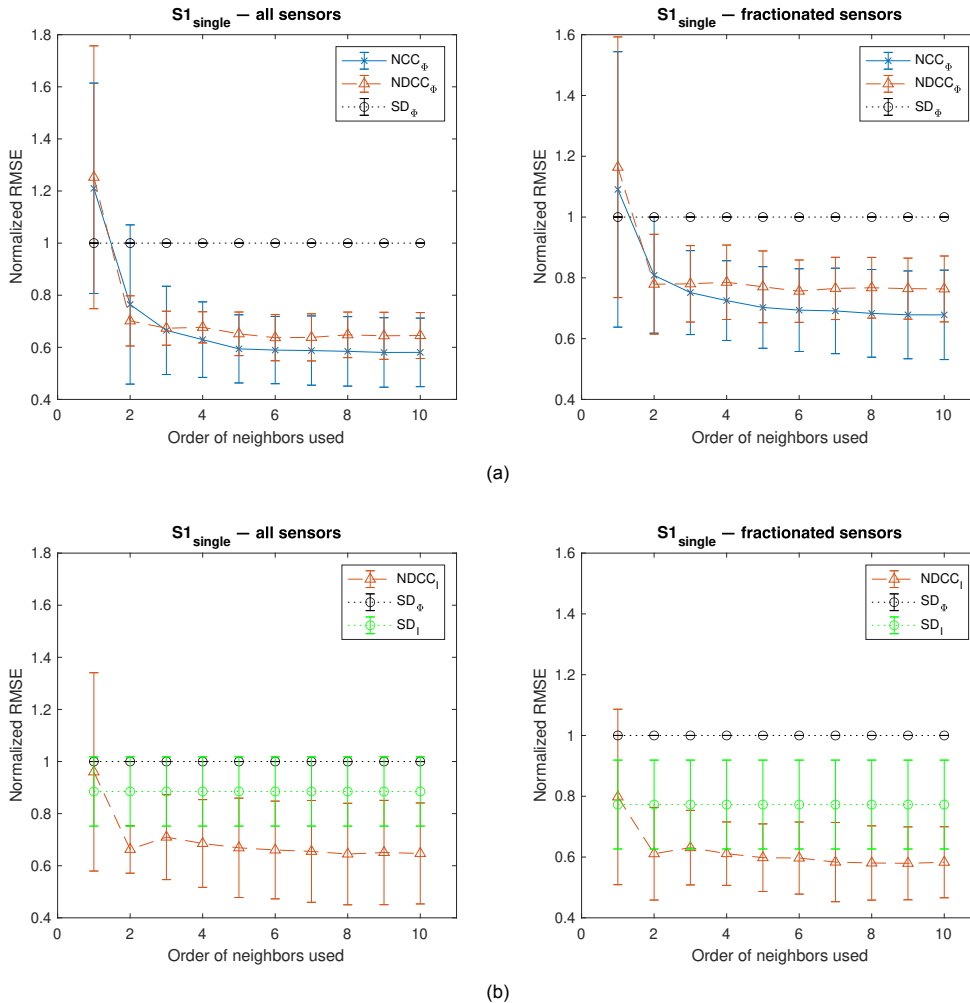 S1single — all sensors
1.8
1.6
1.4
1.2
1
0.8
0.6
0.4
Normalized RMSE
0 2 4 6 8 10
Order of neighbors used
NCCΦ
NDCCΦ
SDΦ
S1single — fractionated sensors
1.6
1.4
1.2
1
0.8
0.6
0.4
Normalized RMSE
0 2 4 6 8 10
Order of neighbors used
NCCΦ
NDCCΦ
SDΦ
(a)
S1single — all sensors
1.8
1.6
1.4
1.2
1
0.8
0.6
0.4
Normalized RMSE
0 2 4 6 8 10
Order of neighbors used
NDCCI
SDΦ
SDI
S1single — fractionated sensors
1.6
1.4
1.2
1
0.8
0.6
0.4
Normalized RMSE
0 2 4 6 8 10
Order of neighbors used
NDCCI
SDΦ
SDI
(b)